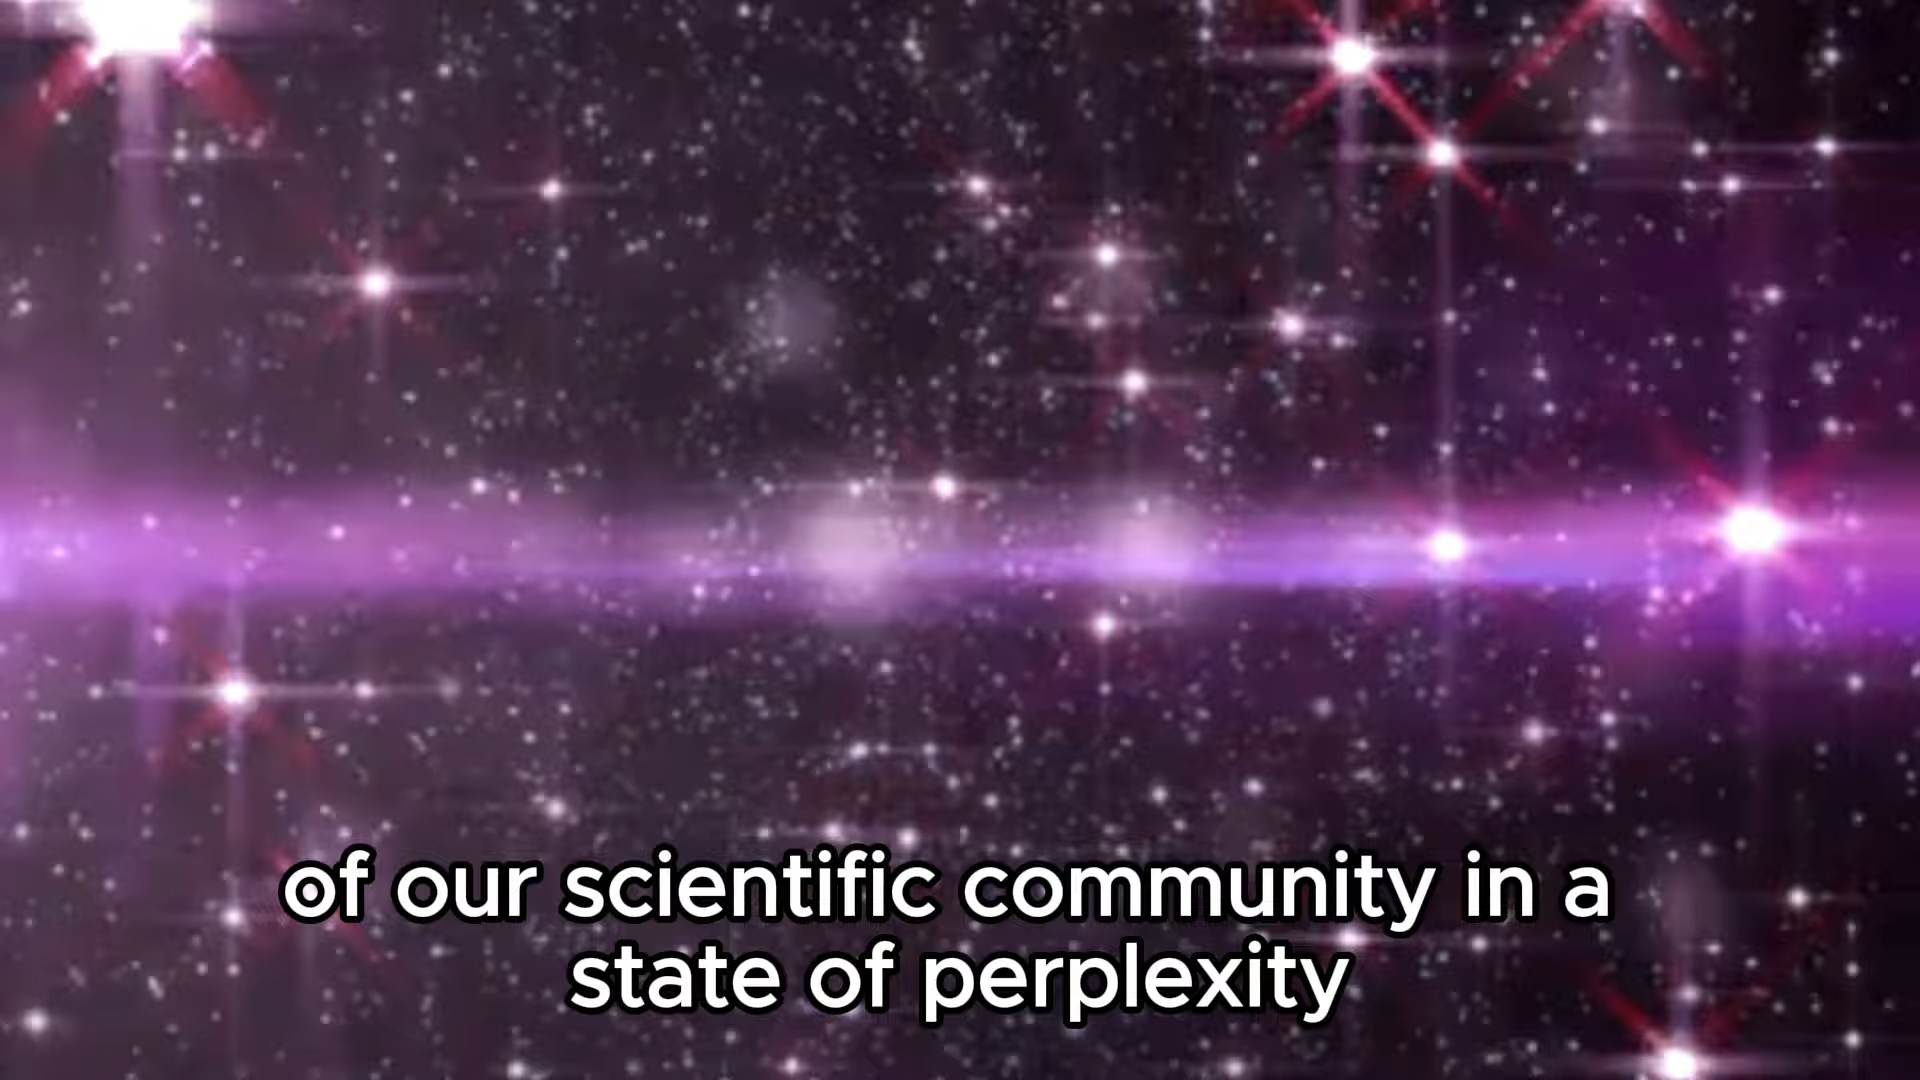 of our scientific community in a
state of perplexity